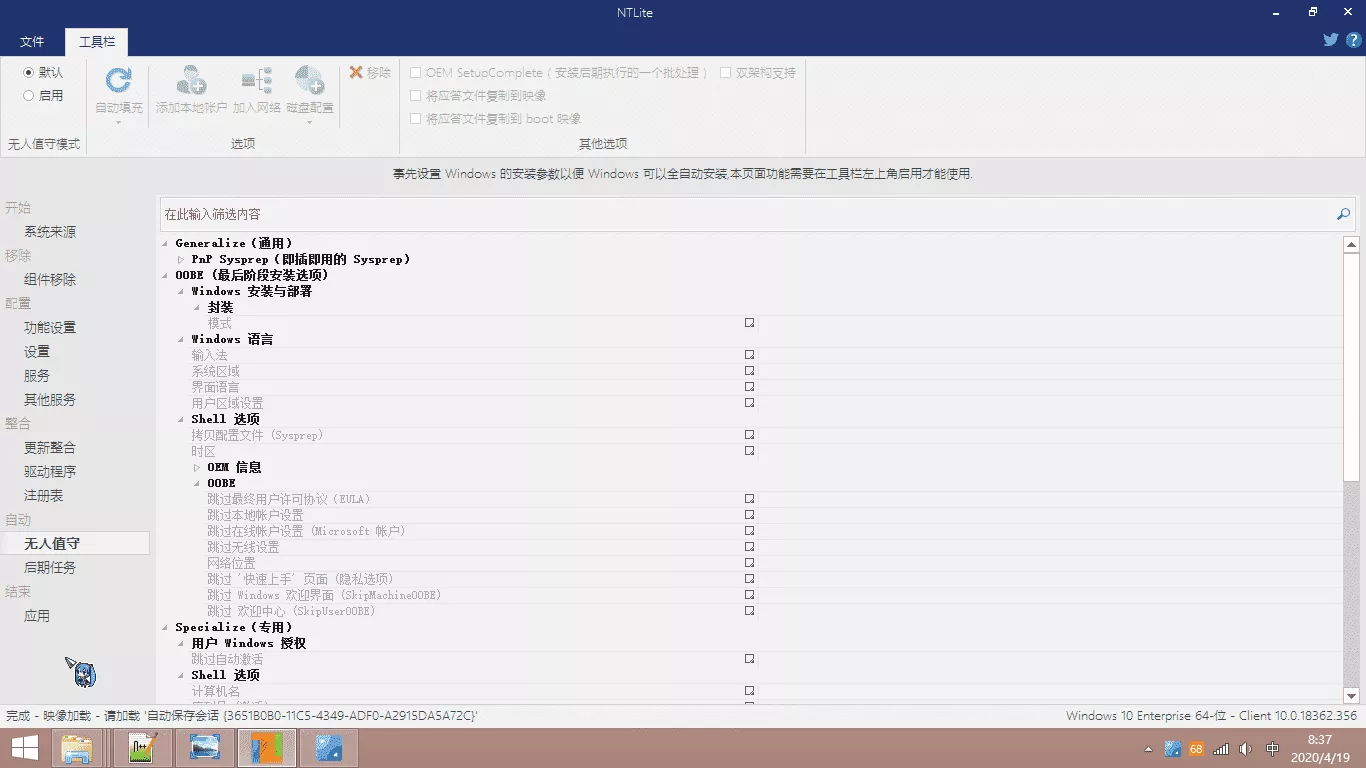 NTLite
文件
工具栏
默认
启用
无人值守模式
自动填充
添加本地帐户
加入网络
磁盘配置
选项
移除
OEM SetupComplete ( 安装后期执行的一个批处理 )
双架构支持
将应答文件复制到映像
将应答文件复制到 boot 映像
其他选项
事先设置 Windows 的安装参数以便 Windows 可以全自动安装,本页面功能需要在工具栏左上角启用才能使用.
开始
系统来源
移除
组件移除
配置
功能设置
设置
服务
其他服务
整合
更新整合
驱动程序
注册表
自动
无人值守
后期任务
结束
应用
在此输入筛选内容
Generalize (通用)
PnP Sysprep (即插即用的 Sysprep)
OOBE (最后阶段安装选项)
Windows 安装与部署
封装
模式
Windows 语言
输入法
系统区域
界面语言
用户区域设置
Shell 选项
拷贝配置文件 (Sysprep)
时区
OEM 信息
OOBE
跳过最终用户许可协议 (EULA)
跳过本地帐户设置
跳过在线帐户设置 (Microsoft 帐户)
跳过无线设置
网络位置
跳过 '快速上手' 页面 (隐私选项)
跳过 Windows 欢迎界面 (SkipMachineOOBE)
跳过 欢迎中心 (SkipUserOOBE)
Specialize (专用)
用户 Windows 授权
跳过自动激活
Shell 选项
计算机名
完成 - 映像加载 - 请加载 '自动保存会话 {3651B0B0-11C5-4349-ADF0-A2915DA5A72C}'
Windows 10 Enterprise 64-位 - Client 10.0.18362.356
68
中
8:37
2020/4/19